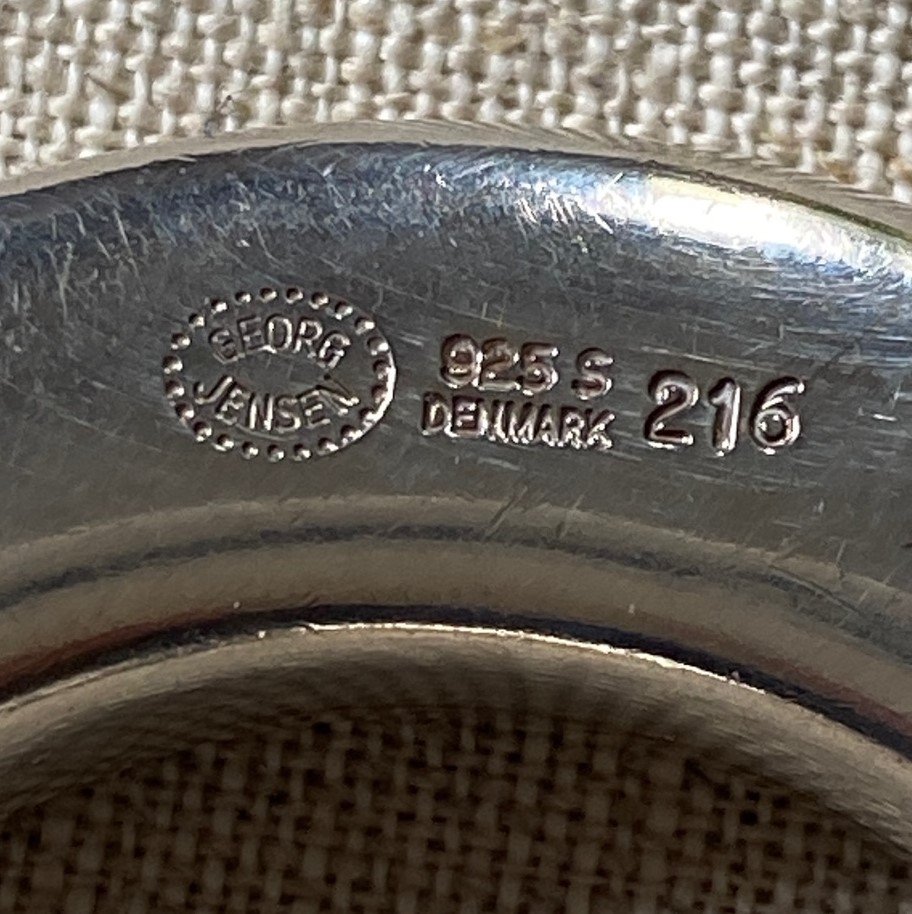 GEORG
JENSEN
925 S
DENMARK
216